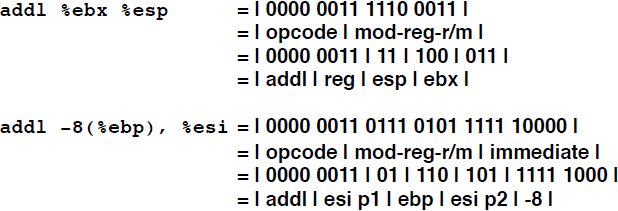 addl %ebx %esp = | 0000 0011 1110 0011 |
= | opcode | mod-reg-r/m |
= | 0000 0011 | 11 | 100 | 011 |
= | addl | reg | esp | ebx |
addl -8(%ebp), %esi = | 0000 0011 0111 0101 1111 10000 |
= | opcode | mod-reg-r/m | immediate |
= | 0000 0011 | 01 | 110 | 101 | 1111 1000 |
= | addl | esi p1 | ebp | esi p2 | -8 |